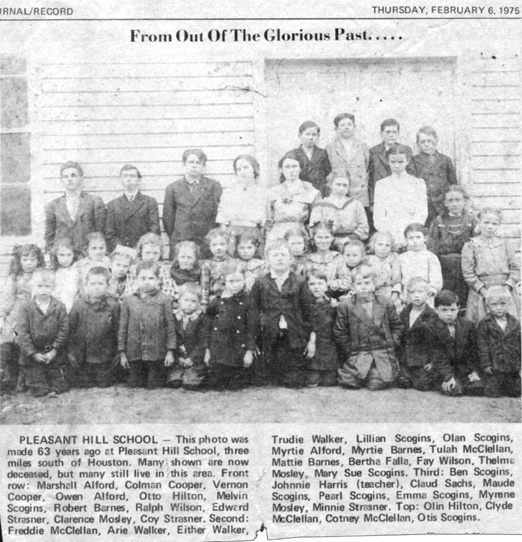 URNAL/RECORD
THURSDAY, FEBRUARY 6, 1975
From Out Of The Glorious Past.....
PLEASANT HILL SCHOOL — This photo was
made 63 years ago at Pleasant Hill School, three
miles south of Houston. Many shown are now
deceased, but many still live in this area. Front
row: Marshall Alford, Colman Cooper, Vernon
Cooper, Owen Alford, Otto Hilton, Melvin
Scogins, Robert Barnes, Ralph Wilson, Edward
Strasner, Clarence Mosley, Coy Strasner. Second:
Freddie McClellan, Arie Walker, Either Walker,
Trudie Walker, Lillian Scogins, Olan Scogins,
Myrtie Alford, Myrtie Barnes, Tulah McClellan,
Mattie Barnes, Bertha Falla, Fay Wilson, Thelma
Mosley, Mary Sue Scogins. Third: Ben Scogins,
Johnnie Harris (teacher), Claud Sachs, Maude
Scogins, Pearl Scogins, Emma Scogins, Myrene
Mosley, Minnie Strasner. Top: Olin Hilton, Clyde
McClellan, Cotney McClellan, Otis Scogins.